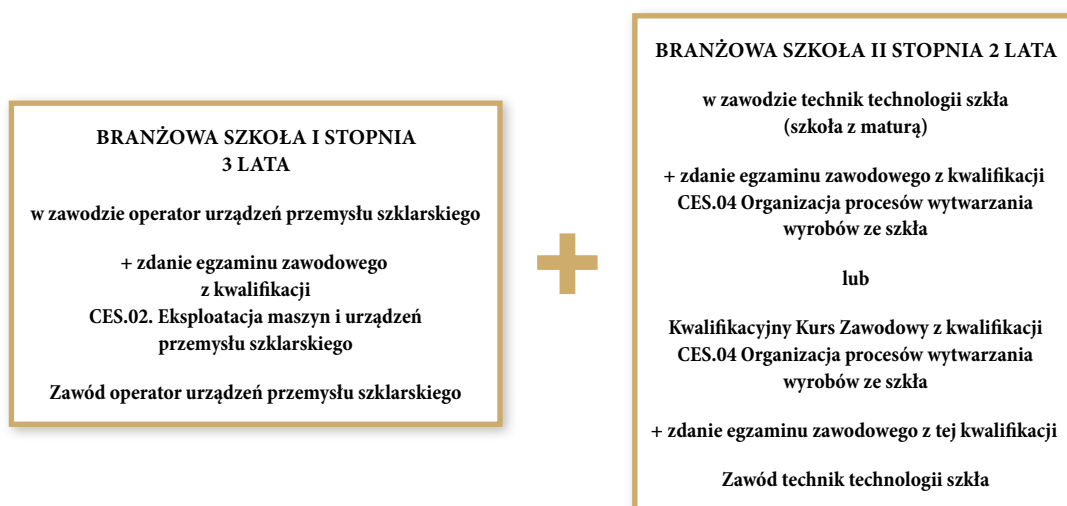 BRANŻOWA SZKOŁA I STOPNIA
3 LATA
w zawodzie operator urządzeń przemysłu szklarskiego
+ zdanie egzaminu zawodowego
z kwalifikacji
CES.02. Eksploatacja maszyn i urządzeń
przemysłu szklarskiego
Zawód operator urządzeń przemysłu szklarskiego
+
BRANŻOWA SZKOŁA II STOPNIA 2 LATA
w zawodzie technik technologii szkła
(szkoła z maturą)
+ zdanie egzaminu zawodowego z kwalifikacji
CES.04 Organizacja procesów wytwarzania
wyrobów ze szkła
lub
Kwalifikacyjny Kurs Zawodowy z kwalifikacji
CES.04 Organizacja procesów wytwarzania
wyrobów ze szkła
+ zdanie egzaminu zawodowego z tej kwalifikacji
Zawód technik technologii szkła